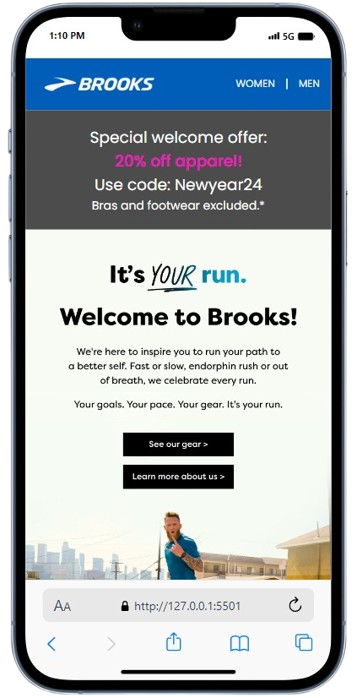 1:10 PM
5G
BROOKS
WOMEN | MEN
Special welcome offer:
20% off apparel!
Use code: Newyear24
Bras and footwear excluded.*
It's YOUR run.
Welcome to Brooks!
We're here to inspire you to run your path to
a better self. Fast or slow, endorphin rush or out
of breath, we celebrate every run.
Your goals. Your pace. Your gear. It's your run.
See our gear >
Learn more about us >
AA
http://127.0.0.1:5501